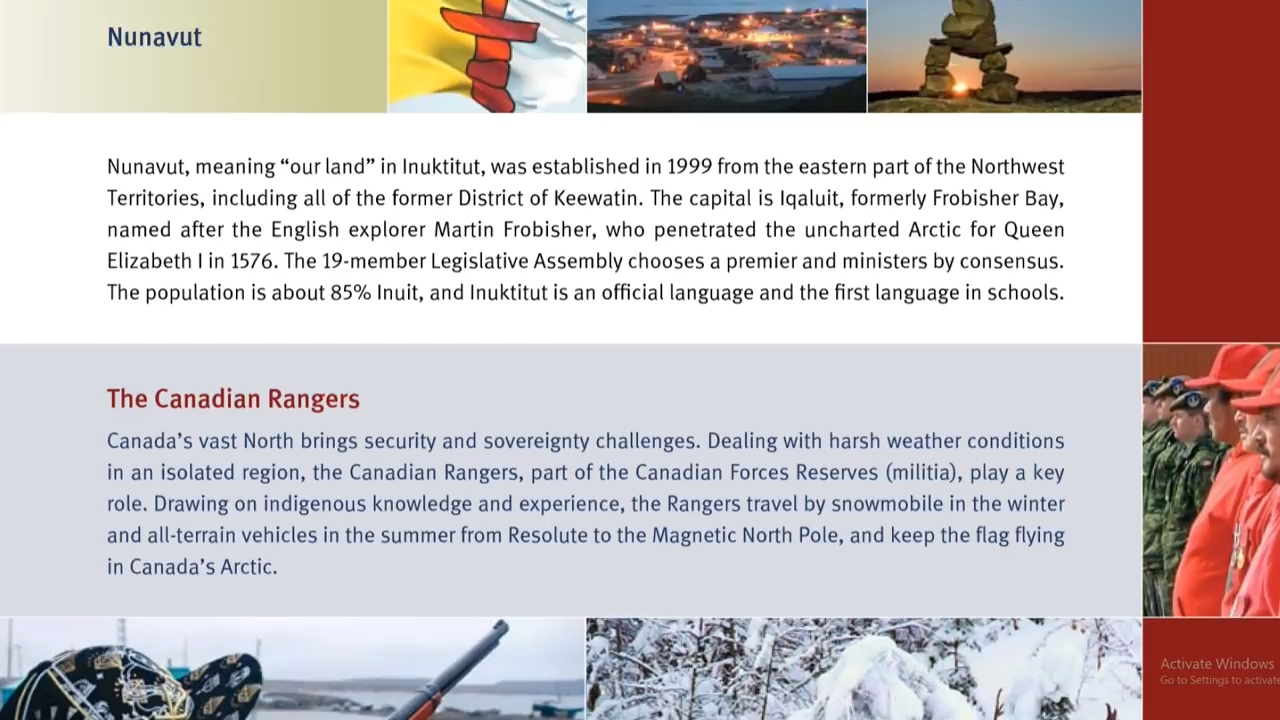 Nunavut
Nunavut, meaning “our land” in Inuktitut, was established in 1999 from the eastern part of the Northwest
Territories, including all of the former District of Keewatin. The capital is Iqaluit, formerly Frobisher Bay,
named after the English explorer Martin Frobisher, who penetrated the uncharted Arctic for Queen
Elizabeth I in 1576. The 19-member Legislative Assembly chooses a premier and ministers by consensus.
The population is about 85% Inuit, and Inuktitut is an official language and the first language in schools.
The Canadian Rangers
Canada’s vast North brings security and sovereignty challenges. Dealing with harsh weather conditions
in an isolated region, the Canadian Rangers, part of the Canadian Forces Reserves (militia), play a key
role. Drawing on indigenous knowledge and experience, the Rangers travel by snowmobile in the winter
and all-terrain vehicles in the summer from Resolute to the Magnetic North Pole, and keep the flag flying
in Canada’s Arctic.
Activate Windows
Go to Settings to activate